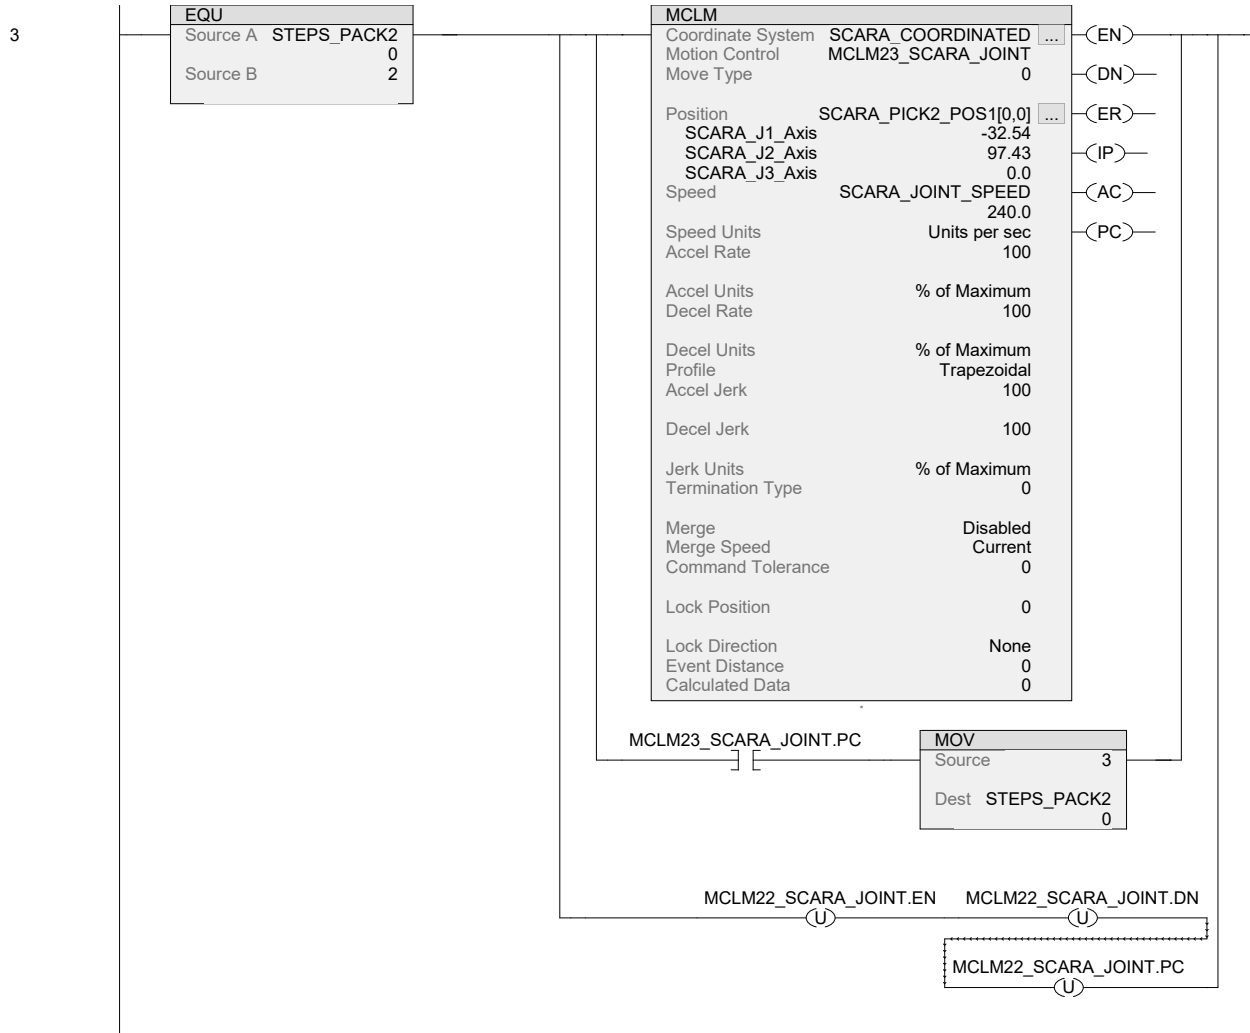 EQU
MCLM
3
Source A STEPS_PACK2
0
Source B 2
Coordinate System SCARA_COORDINATED ... EN
Motion Control MCLM23_SCARA_JOINT
Move Type 0 DN
Position SCARA_PICK2_POS1[0,0] ... ER
SCARA_J1_Axis -32.54
SCARA_J2_Axis 97.43 IP
SCARA_J3_Axis 0.0
Speed SCARA_JOINT_SPEED AC
240.0
Speed Units Units per sec PC
Accel Rate 100
Accel Units % of Maximum
Decel Rate 100
Decel Units % of Maximum
Profile Trapezoidal
Accel Jerk 100
Decel Jerk 100
Jerk Units % of Maximum
Termination Type 0
Merge Disabled
Merge Speed Current
Command Tolerance 0
Lock Position 0
Lock Direction None
Event Distance 0
Calculated Data 0
MCLM23_SCARA_JOINT.PC
MOV
Source 3
Dest STEPS_PACK2
0
MCLM22_SCARA_JOINT.EN MCLM22_SCARA_JOINT.DN
U U
MCLM22_SCARA_JOINT.PC
U